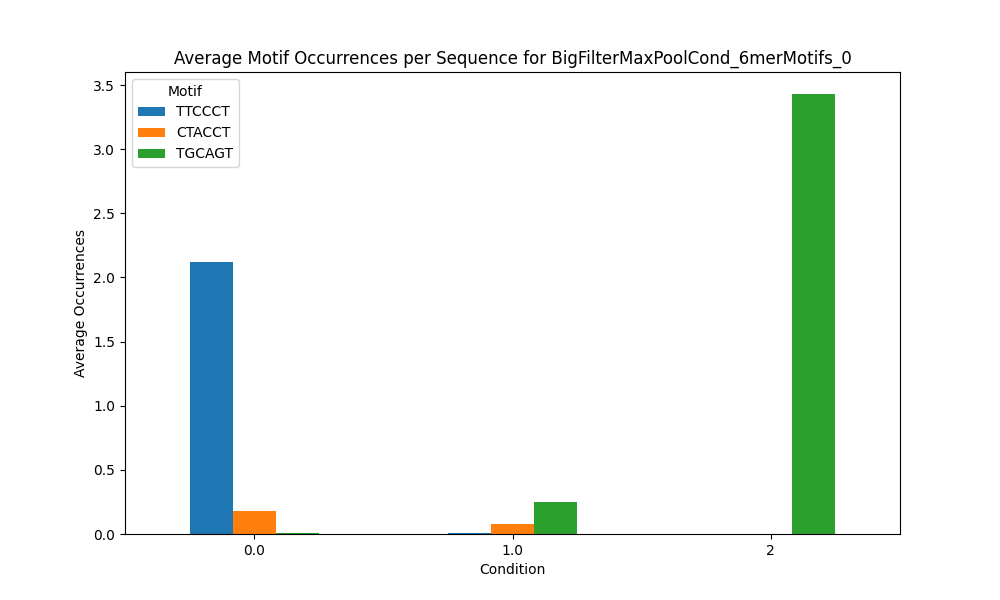 Average Motif Occurrences per Sequence for BigFilterMaxPoolCond_6merMotifs_0
Motif
TTCCCT
CTACCT
TGCAGT
Average Occurrences
3.5
3.0
2.5
2.0
1.5
1.0
0.5
0.0
0.0
1.0
2
Condition